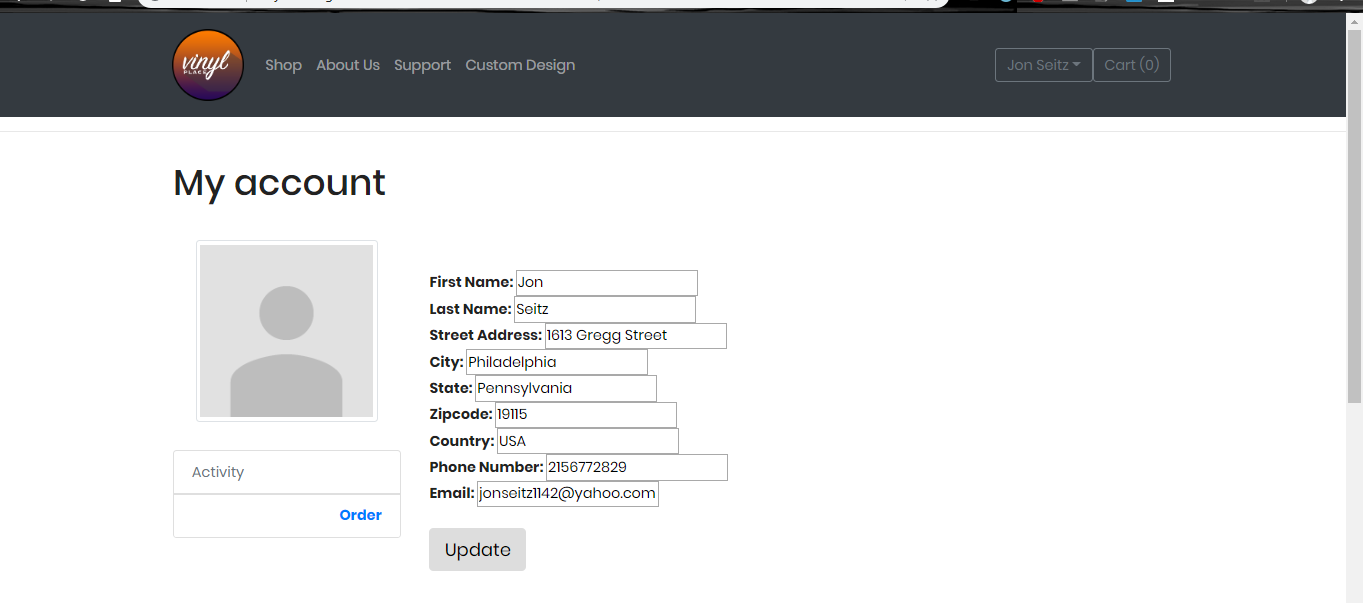 vinyl
PLACE
Shop About Us Support Custom Design
Jon Seitz Cart (0)
My account
First Name: Jon
Last Name: Seitz
Street Address: 1613 Gregg Street
City: Philadelphia
State: Pennsylvania
Zipcode: 19115
Country: USA
Phone Number: 2156772829
Email: jonseitz1142@yahoo.com
Activity
Order
Update